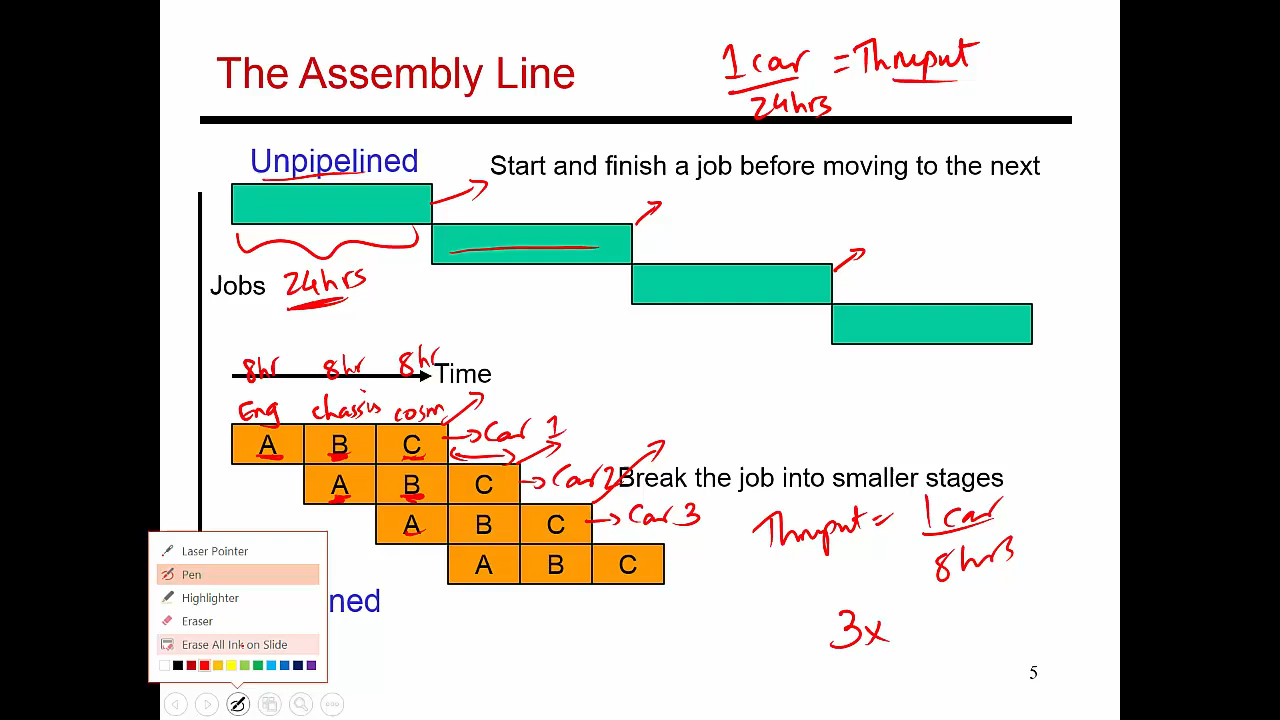 The Assembly Line
1 car = Thruput
24hrs
Unpipelined
Start and finish a job before moving to the next
Jobs 24hrs
8hr 8hr 8hr
Time
Eng chassis cosm
A B C → Car 1
A B C → Car 2
Break the job into smaller stages
A B C → Car 3
Thruput = 1 car
8hrs
A B C
ned
3x
Laser Pointer
Pen
Highlighter
Eraser
Erase All Ink on Slide
5